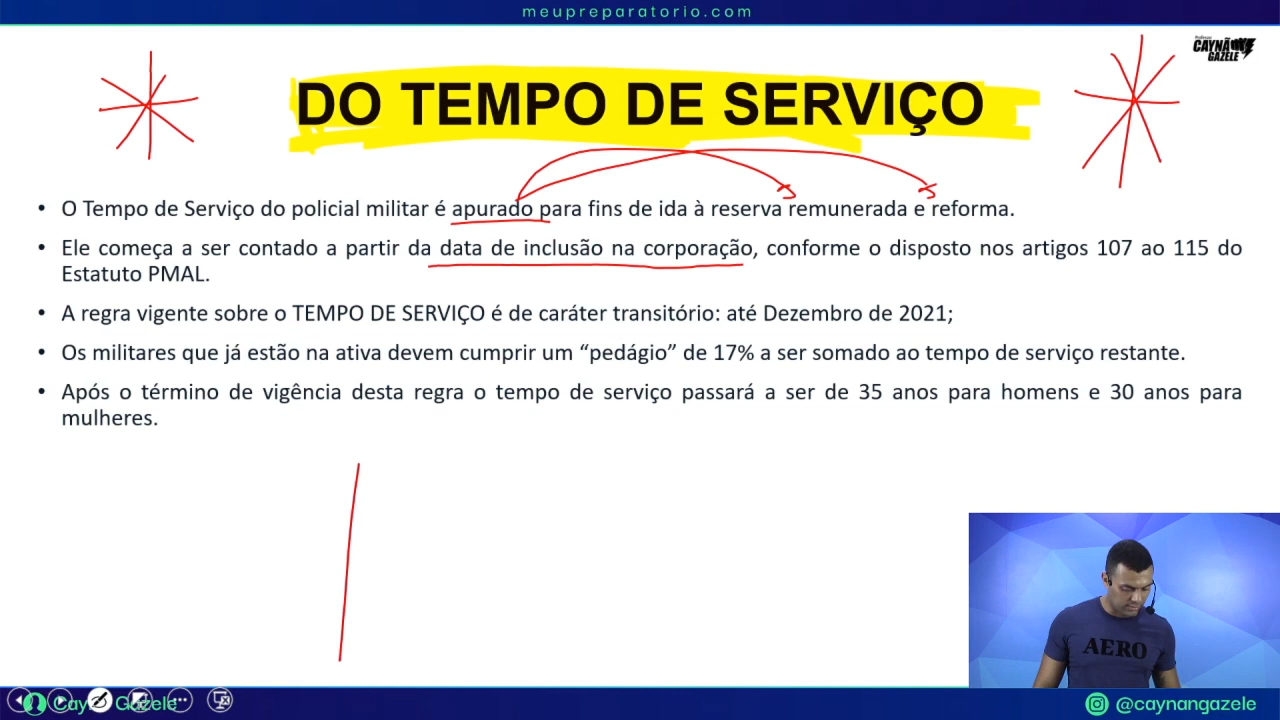 meupreparatorio.com
Professor
CAYNÃ
GAZELE
DO TEMPO DE SERVIÇO
• O Tempo de Serviço do policial militar é apurado para fins de ida à reserva remunerada e reforma.
• Ele começa a ser contado a partir da data de inclusão na corporação, conforme o disposto nos artigos 107 ao 115 do
Estatuto PMAL.
• A regra vigente sobre o TEMPO DE SERVIÇO é de caráter transitório: até Dezembro de 2021;
• Os militares que já estão na ativa devem cumprir um “pedágio” de 17% a ser somado ao tempo de serviço restante.
• Após o término de vigência desta regra o tempo de serviço passará a ser de 35 anos para homens e 30 anos para
mulheres.
AERO
Gazele
@caynangazele